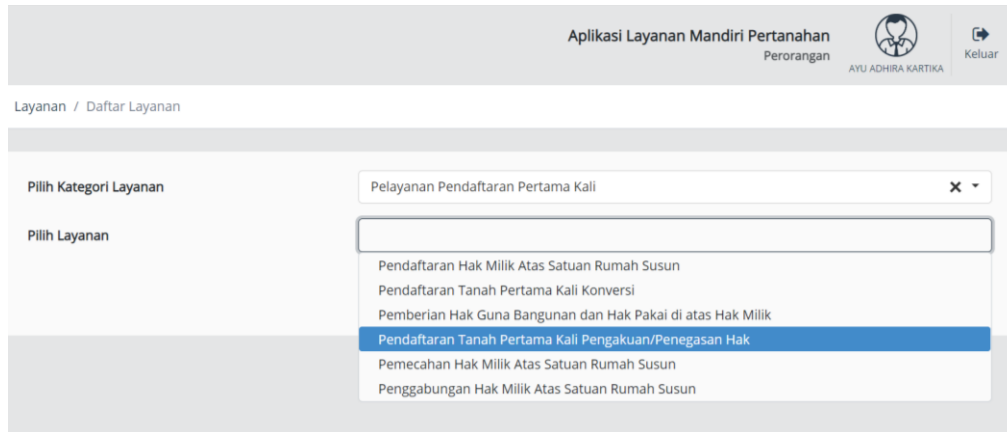 Aplikasi Layanan Mandiri Pertanahan
Perorangan
AYU ADHIRA KARTIKA
Keluar
Layanan / Daftar Layanan
Pilih Kategori Layanan
Pelayanan Pendaftaran Pertama Kali
Pilih Layanan
Pendaftaran Hak Milik Atas Satuan Rumah Susun
Pendaftaran Tanah Pertama Kali Konversi
Pemberian Hak Guna Bangunan dan Hak Pakai di atas Hak Milik
Pendaftaran Tanah Pertama Kali Pengakuan/Penegasan Hak
Pemecahan Hak Milik Atas Satuan Rumah Susun
Penggabungan Hak Milik Atas Satuan Rumah Susun